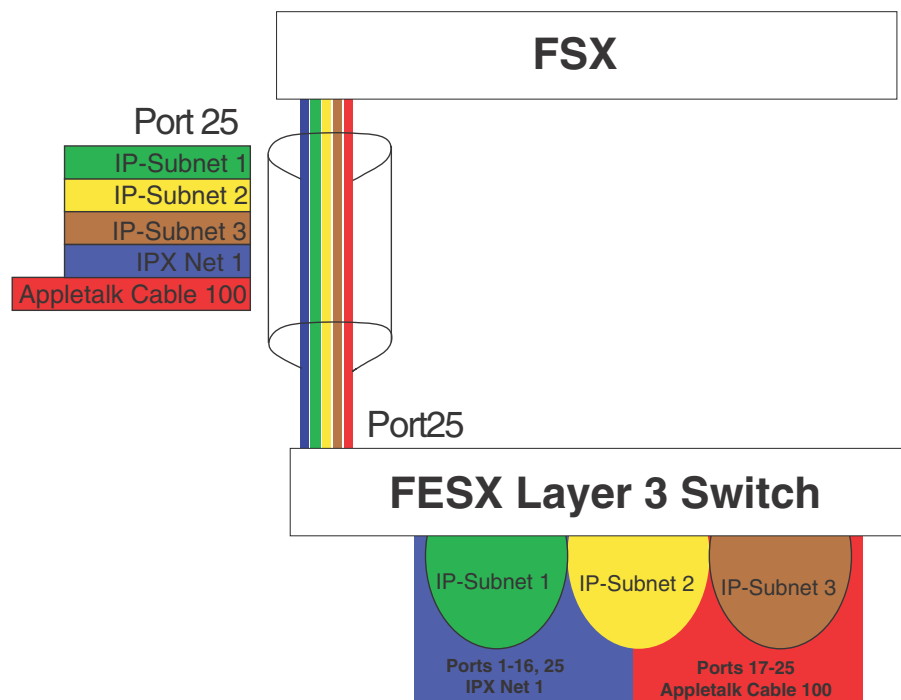 FSX
Port 25
IP-Subnet 1
IP-Subnet 2
IP-Subnet 3
IPX Net 1
Appletalk Cable 100
Port25
FESX Layer 3 Switch
IP-Subnet 1
IP-Subnet 2
IP-Subnet 3
Ports 1-16, 25
IPX Net 1
Ports 17-25
Appletalk Cable 100